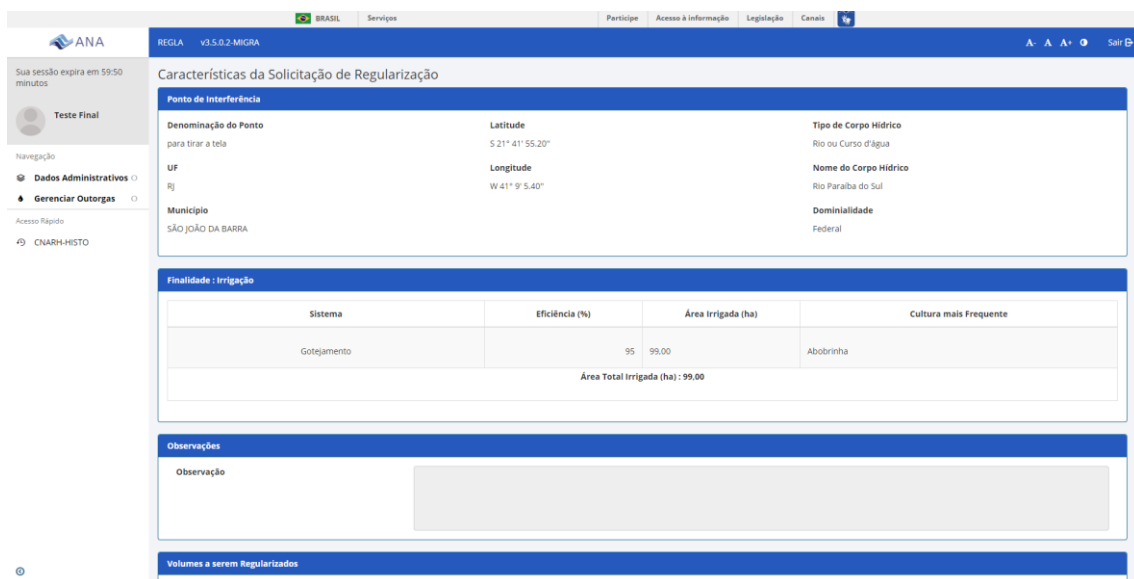 BRASIL Serviços Participe Acesso à informação Legislação Canais
ANA
REGLA v3.5.0.2-MIGRA A- A A+ Sair
Sua sessão expira em 59:50
minutos
Teste Final
Navegação
Dados Administrativos
Gerenciar Outorgas
Acesso Rápido
CNARH-HISTO
Características da Solicitação de Regularização
Ponto de Interferência
Denominação do Ponto Latitude Tipo de Corpo Hídrico
para tirar a tela S 21° 41' 55.20" Rio ou Curso d'água
UF Longitude Nome do Corpo Hídrico
RJ W 41° 9' 5.40" Rio Paraíba do Sul
Município Dominialidade
SÃO JOÃO DA BARRA Federal
Finalidade : Irrigação
Sistema Eficiência (%) Área Irrigada (ha) Cultura mais Frequente
Gotejamento 95 99,00 Abobrinha
Área Total Irrigada (ha) : 99,00
Observações
Observação
Volumes a serem Regularizados